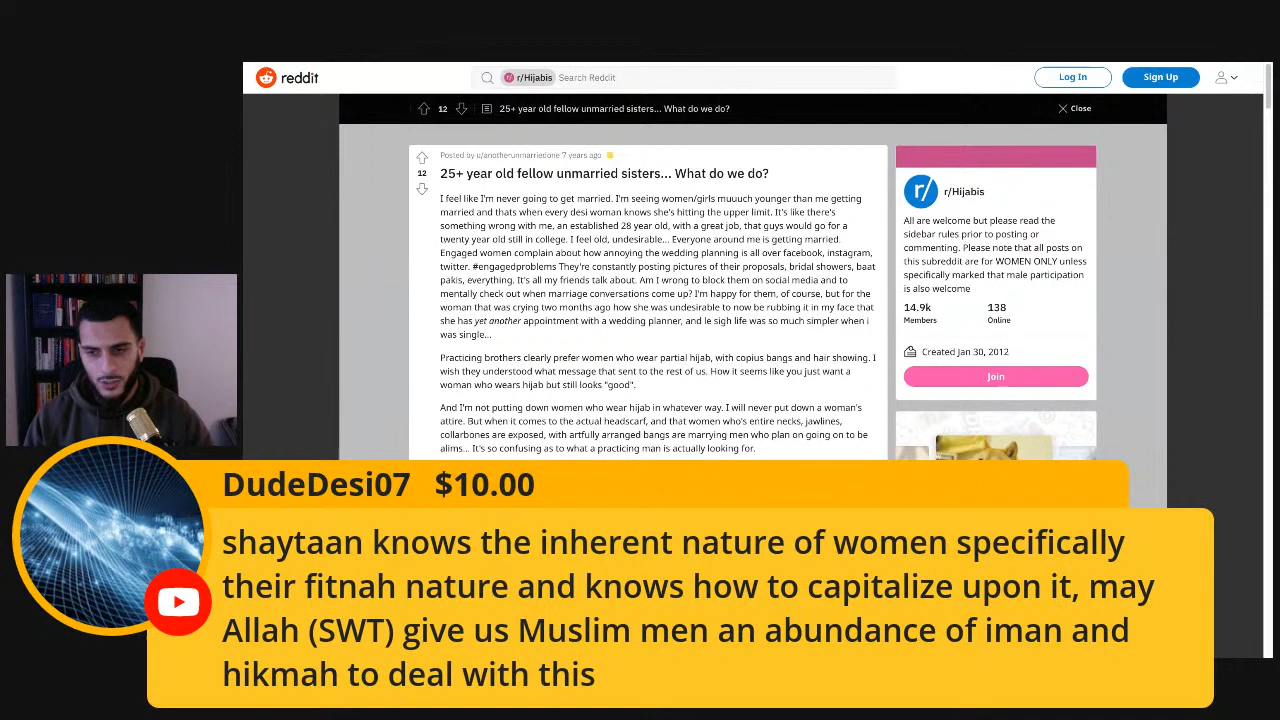 reddit
r/Hijabis Search Reddit
Log In
Sign Up
12
25+ year old fellow unmarried sisters... What do we do?
Close
Posted by u/anotherunmarriedone 7 years ago
12
25+ year old fellow unmarried sisters... What do we do?
I feel like I'm never going to get married. I'm seeing women/girls muuuch younger than me getting
married and thats when every desi woman knows she's hitting the upper limit. It's like there's
something wrong with me, an established 28 year old, with a great job, that guys would go for a
twenty year old still in college. I feel old, undesirable... Everyone around me is getting married.
Engaged women complain about how annoying the wedding planning is all over facebook, instagram,
twitter. #engagedproblems They're constantly posting pictures of their proposals, bridal showers, baat
pakis, everything. It's all my friends talk about. Am I wrong to block them on social media and to
mentally check out when marriage conversations come up? I'm happy for them, of course, but for the
woman that was crying two months ago how she was undesirable to now be rubbing it in my face that
she has yet another appointment with a wedding planner, and le sigh life was so much simpler when i
was single...
Practicing brothers clearly prefer women who wear partial hijab, with copius bangs and hair showing. I
wish they understood what message that sent to the rest of us. How it seems like you just want a
woman who wears hijab but still looks "good".
And I'm not putting down women who wear hijab in whatever way. I will never put down a woman's
attire. But when it comes to the actual headscarf, and that women who's entire necks, jawlines,
collarbones are exposed, with artfully arranged bangs are marrying men who plan on going on to be
alims... It's so confusing as to what a practicing man is actually looking for.
r/Hijabis
All are welcome but please read the
sidebar rules prior to posting or
commenting. Please note that all posts on
this subreddit are for WOMEN ONLY unless
specifically marked that male participation
is also welcome
14.9k 138
Members Online
Created Jan 30, 2012
Join
DudeDesi07 $10.00
shaytaan knows the inherent nature of women specifically
their fitnah nature and knows how to capitalize upon it, may
Allah (SWT) give us Muslim men an abundance of iman and
hikmah to deal with this